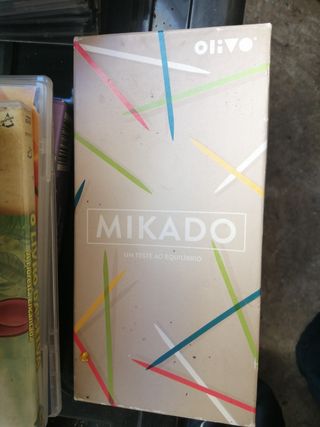 OLIVO
MIKADO
UM TESTE AO EQUILÍBRIO